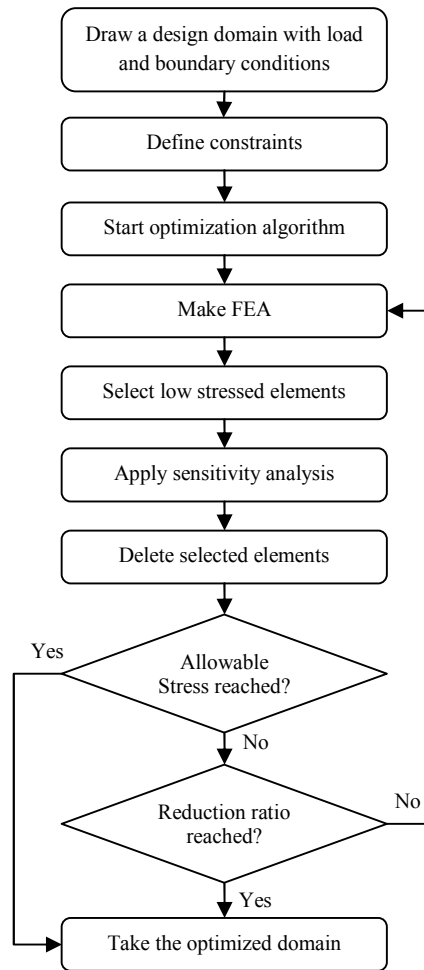 Draw a design domain with load
and boundary conditions
Define constraints
Start optimization algorithm
Make FEA
Select low stressed elements
Apply sensitivity analysis
Delete selected elements
Yes
Allowable
Stress reached?
No
Reduction ratio
reached?
No
Yes
Take the optimized domain